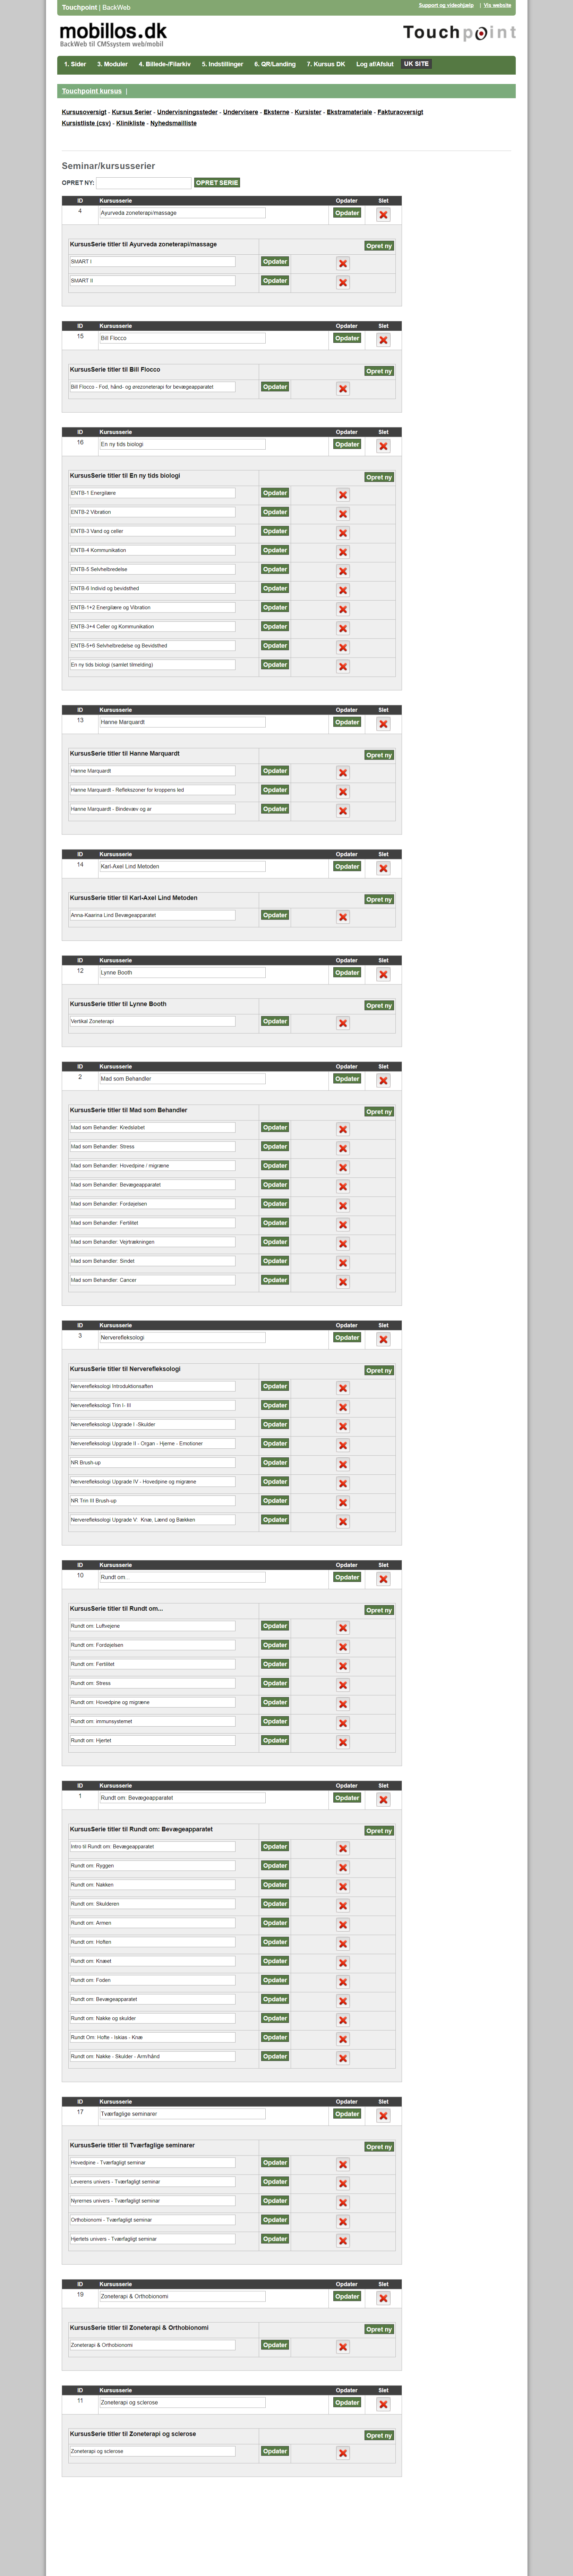 Touchpoint | BackWeb
Support og videohjælp | Vis website
mobillos.dk
BackWeb til CMSsystem web/mobil
Touchpoint
1. Sider 3. Moduler 4. Billede-/Filarkiv 5. Indstillinger 6. QR/Landing 7. Kursus DK Log af/Afslut UK SITE
Touchpoint kursus |
Kursusoversigt - Kursus Serier - Undervisningssteder - Undervisere - Eksterne - Kursister - Ekstramateriale - Fakturaoversigt
Kursistliste (csv) - Klinikliste - Nyhedsmailliste
Seminar/kursusserier
OPRET NY: OPRET SERIE
ID Kursusserie Opdater Slet
4 Ayurveda zoneterapi/massage Opdater
KursusSerie titler til Ayurveda zoneterapi/massage Opret ny
SMART I Opdater
SMART II Opdater
ID Kursusserie Opdater Slet
15 Bill Flocco Opdater
KursusSerie titler til Bill Flocco Opret ny
Bill Flocco - Fod, hånd- og ørezoneterapi for bevægeapparatet Opdater
ID Kursusserie Opdater Slet
16 En ny tids biologi Opdater
KursusSerie titler til En ny tids biologi Opret ny
ENTB-1 Energilære Opdater
ENTB-2 Vibration Opdater
ENTB-3 Vand og celler Opdater
ENTB-4 Kommunikation Opdater
ENTB-5 Selvhelbredelse Opdater
ENTB-6 Individ og bevidsthed Opdater
ENTB-1+2 Energilære og Vibration Opdater
ENTB-3+4 Celler og Kommunikation Opdater
ENTB-5+6 Selvhelbredelse og Bevidsthed Opdater
En ny tids biologi (samlet tilmelding) Opdater
ID Kursusserie Opdater Slet
13 Hanne Marquardt Opdater
KursusSerie titler til Hanne Marquardt Opret ny
Hanne Marquardt Opdater
Hanne Marquardt - Reflekszoner for kroppens led Opdater
Hanne Marquardt - Bindevæv og ar Opdater
ID Kursusserie Opdater Slet
14 Karl-Axel Lind Metoden Opdater
KursusSerie titler til Karl-Axel Lind Metoden Opret ny
Anna-Kaarina Lind Bevægeapparatet Opdater
ID Kursusserie Opdater Slet
12 Lynne Booth Opdater
KursusSerie titler til Lynne Booth Opret ny
Vertikal Zoneterapi Opdater
ID Kursusserie Opdater Slet
2 Mad som Behandler Opdater
KursusSerie titler til Mad som Behandler Opret ny
Mad som Behandler: Kredsløbet Opdater
Mad som Behandler: Stress Opdater
Mad som Behandler: Hovedpine / migræne Opdater
Mad som Behandler: Bevægeapparatet Opdater
Mad som Behandler: Fordøjelsen Opdater
Mad som Behandler: Fertilitet Opdater
Mad som Behandler: Vejrtrækningen Opdater
Mad som Behandler: Sindet Opdater
Mad som Behandler: Cancer Opdater
ID Kursusserie Opdater Slet
3 Nerverefleksologi Opdater
KursusSerie titler til Nerverefleksologi Opret ny
Nerverefleksologi Introduktionsaften Opdater
Nerverefleksologi Trin I- III Opdater
Nerverefleksologi Upgrade I -Skulder Opdater
Nerverefleksologi Upgrade II - Organ - Hjerne - Emotioner Opdater
NR Brush-up Opdater
Nerverefleksologi Upgrade IV - Hovedpine og migræne Opdater
NR Trin III Brush-up Opdater
Nerverefleksologi Upgrade V: Knæ, Lænd og Bækken Opdater
ID Kursusserie Opdater Slet
10 Rundt om... Opdater
KursusSerie titler til Rundt om... Opret ny
Rundt om: Luftvejene Opdater
Rundt om: Fordøjelsen Opdater
Rundt om: Fertilitet Opdater
Rundt om: Stress Opdater
Rundt om: Hovedpine og migræne Opdater
Rundt om: immunsystemet Opdater
Rundt om: Hjertet Opdater
ID Kursusserie Opdater Slet
1 Rundt om: Bevægeapparatet Opdater
KursusSerie titler til Rundt om: Bevægeapparatet Opret ny
Intro til Rundt om: Bevægeapparatet Opdater
Rundt om: Ryggen Opdater
Rundt om: Nakken Opdater
Rundt om: Skulderen Opdater
Rundt om: Armen Opdater
Rundt om: Hoften Opdater
Rundt om: Knæet Opdater
Rundt om: Foden Opdater
Rundt om: Bevægeapparatet Opdater
Rundt om: Nakke og skulder Opdater
Rundt Om: Hofte - Iskias - Knæ Opdater
Rundt om: Nakke - Skulder - Arm/hånd Opdater
ID Kursusserie Opdater Slet
17 Tværfaglige seminarer Opdater
KursusSerie titler til Tværfaglige seminarer Opret ny
Hovedpine - Tværfagligt seminar Opdater
Leverens univers - Tværfagligt seminar Opdater
Nyrernes univers - Tværfagligt seminar Opdater
Orthobionomi - Tværfagligt seminar Opdater
Hjertets univers - Tværfagligt seminar Opdater
ID Kursusserie Opdater Slet
19 Zoneterapi & Orthobionomi Opdater
KursusSerie titler til Zoneterapi & Orthobionomi Opret ny
Zoneterapi & Orthobionomi Opdater
ID Kursusserie Opdater Slet
11 Zoneterapi og sclerose Opdater
KursusSerie titler til Zoneterapi og sclerose Opret ny
Zoneterapi og sclerose Opdater